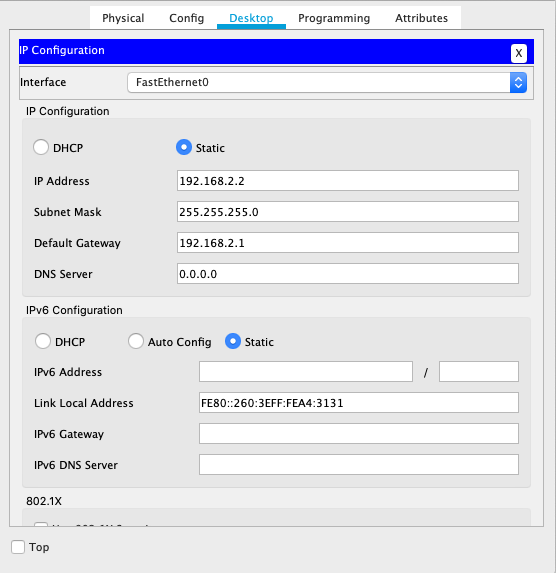 Physical Config Desktop Programming Attributes
IP Configuration
X
Interface FastEthernet0
IP Configuration
DHCP Static
IP Address 192.168.2.2
Subnet Mask 255.255.255.0
Default Gateway 192.168.2.1
DNS Server 0.0.0.0
IPv6 Configuration
DHCP Auto Config Static
IPv6 Address /
Link Local Address FE80::260:3EFF:FEA4:3131
IPv6 Gateway
IPv6 DNS Server
802.1X
Top